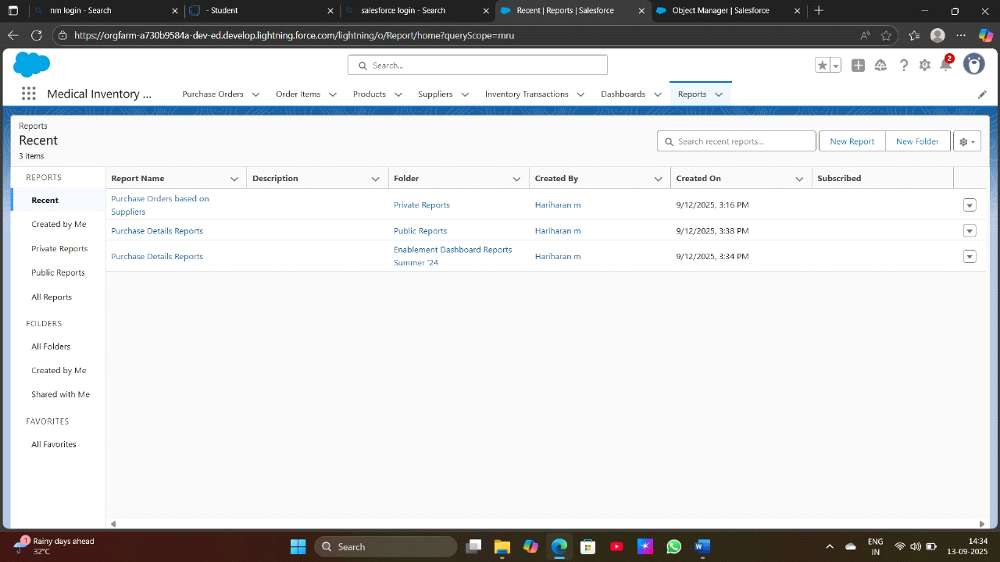 nm login - Search
- Student
salesforce login - Search
Recent | Reports | Salesforce
Object Manager | Salesforce
https://orgfarm-a730b9584a-dev-ed.develop.lightning.force.com/lightning/o/Report/home?queryScope=mru
Search...
2
Medical Inventory ...
Purchase Orders
Order Items
Products
Suppliers
Inventory Transactions
Dashboards
Reports
Reports
Recent
3 items
Search recent reports...
New Report
New Folder
REPORTS
Recent
Created by Me
Private Reports
Public Reports
All Reports
FOLDERS
All Folders
Created by Me
Shared with Me
FAVORITES
All Favorites
Report Name Description Folder Created By Created On Subscribed
Purchase Orders based on
Suppliers
Private Reports Hariharan m 9/12/2025, 3:16 PM
Purchase Details Reports Public Reports Hariharan m 9/12/2025, 3:38 PM
Purchase Details Reports
Enablement Dashboard Reports
Summer '24
Hariharan m 9/12/2025, 3:34 PM
1
Rainy days ahead
32°C
Search
ENG
IN
14:34
13-09-2025